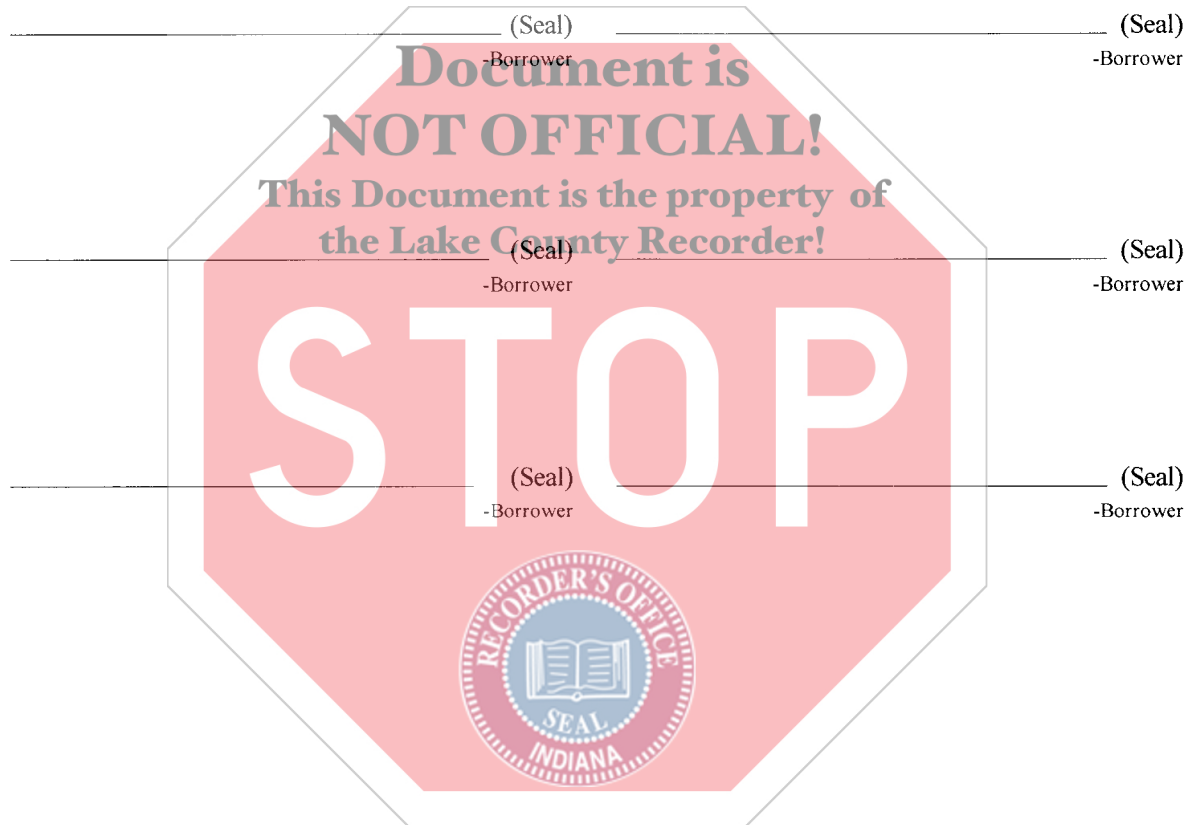 (Seal) (Seal)
-Borrower -Borrower
Document is
NOT OFFICIAL!
This Document is the property of
the Lake County Recorder!
(Seal) (Seal)
-Borrower -Borrower
STOP
(Seal) (Seal)
-Borrower -Borrower
RECORDER'S OFFICE
SEAL
INDIANA